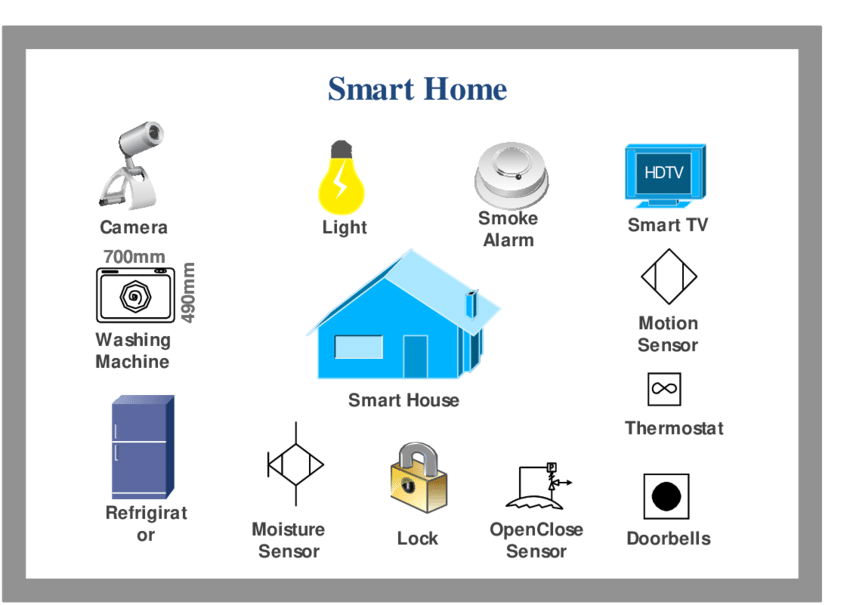 Smart Home
HDTV
Camera
Light
Smoke
Alarm
Smart TV
700mm
490mm
Washing
Machine
Motion
Sensor
Smart House
Thermostat
Refrigirat
or
Moisture
Sensor
Lock
P
OpenClose
Sensor
Doorbells